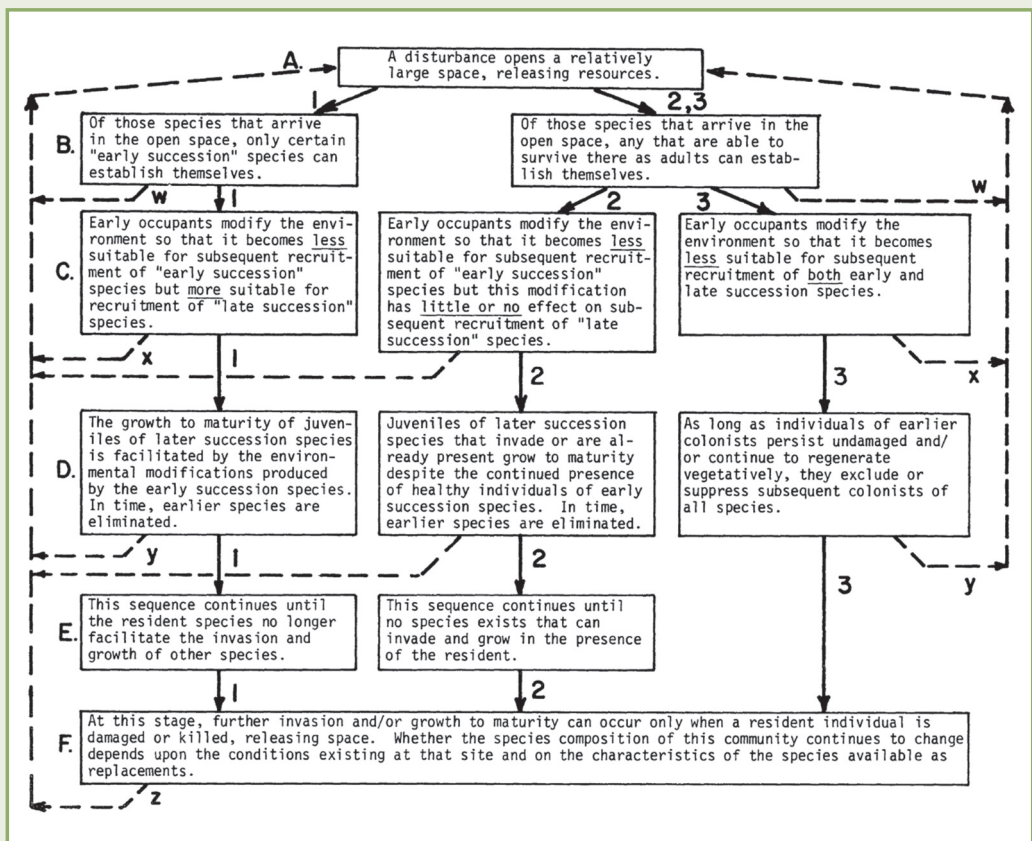 A.
A disturbance opens a relatively
large space, releasing resources.
1
2,3
B.
Of those species that arrive
in the open space, only certain
"early succession" species can
establish themselves.
Of those species that arrive in the
open space, any that are able to
survive there as adults can estab-
lish themselves.
w
1
2
3
w
C.
Early occupants modify the envi-
ronment so that it becomes less
suitable for subsequent recruit-
ment of "early succession"
species but more suitable for
recruitment of "late succession"
species.
Early occupants modify the envi-
ronment so that it becomes less
suitable for subsequent recruit-
ment of "early succession"
species but this modification
has little or no effect on sub-
sequent recruitment of "late
succession" species.
Early occupants modify the
environment so that it becomes
less suitable for subsequent
recruitment of both early and
late succession species.
x
1
2
3
x
D.
The growth to maturity of juve-
niles of later succession species
is facilitated by the environ-
mental modifications produced
by the early succession species.
In time, earlier species are
eliminated.
Juveniles of later succession
species that invade or are al-
ready present grow to maturity
despite the continued presence
of healthy individuals of early
succession species. In time,
earlier species are eliminated.
As long as individuals of earlier
colonists persist undamaged and/
or continue to regenerate
vegetatively, they exclude or
suppress subsequent colonists of
all species.
y
1
2
3
y
E.
This sequence continues until
the resident species no longer
facilitate the invasion and
growth of other species.
This sequence continues until
no species exists that can
invade and grow in the presence
of the resident.
1
2
F.
At this stage, further invasion and/or growth to maturity can occur only when a resident individual is
damaged or killed, releasing space. Whether the species composition of this community continues to change
depends upon the conditions existing at that site and on the characteristics of the species available as
replacements.
z